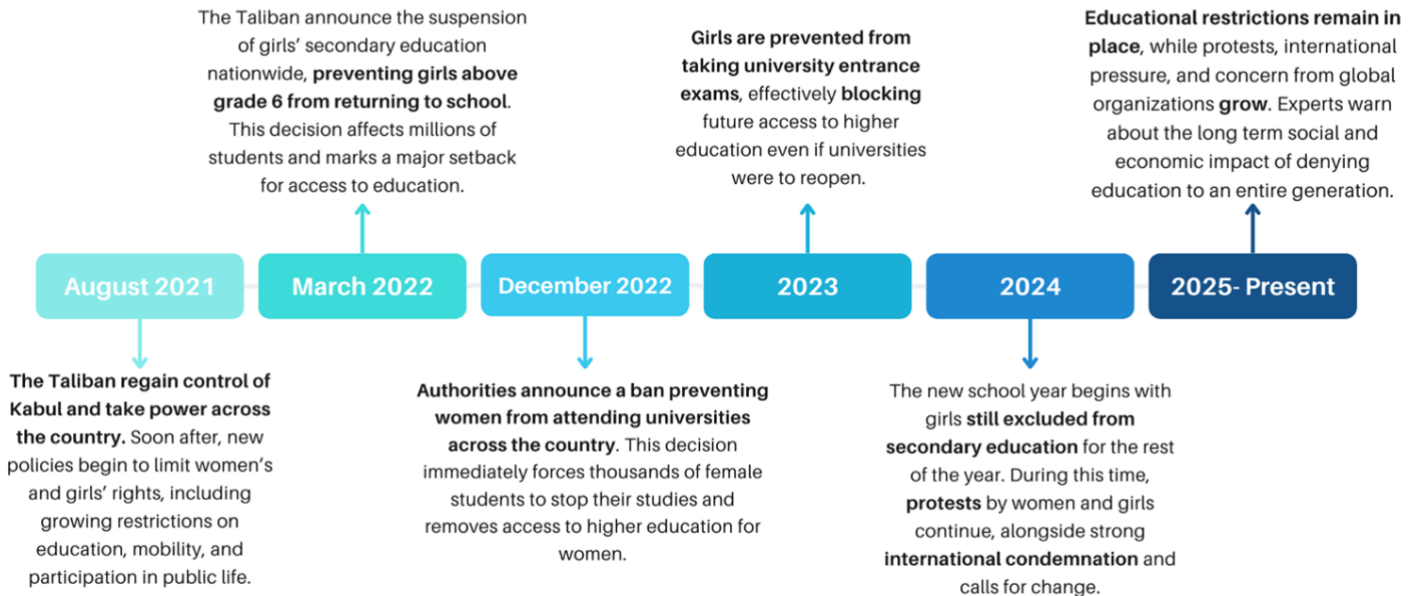 August 2021
The Taliban regain control of
Kabul and take power across
the country. Soon after, new
policies begin to limit women's
and girls' rights, including
growing restrictions on
education, mobility, and
participation in public life.
March 2022
The Taliban announce the suspension
of girls' secondary education
nationwide, preventing girls above
grade 6 from returning to school.
This decision affects millions of
students and marks a major setback
for access to education.
December 2022
Authorities announce a ban preventing
women from attending universities
across the country. This decision
immediately forces thousands of female
students to stop their studies and
removes access to higher education for
women.
2023
Girls are prevented from
taking university entrance
exams, effectively blocking
future access to higher
education even if universities
were to reopen.
2024
The new school year begins with
girls still excluded from
secondary education for the rest
of the year. During this time,
protests by women and girls
continue, alongside strong
international condemnation and
calls for change.
2025- Present
Educational restrictions remain in
place, while protests, international
pressure, and concern from global
organizations grow. Experts warn
about the long term social and
economic impact of denying
education to an entire generation.